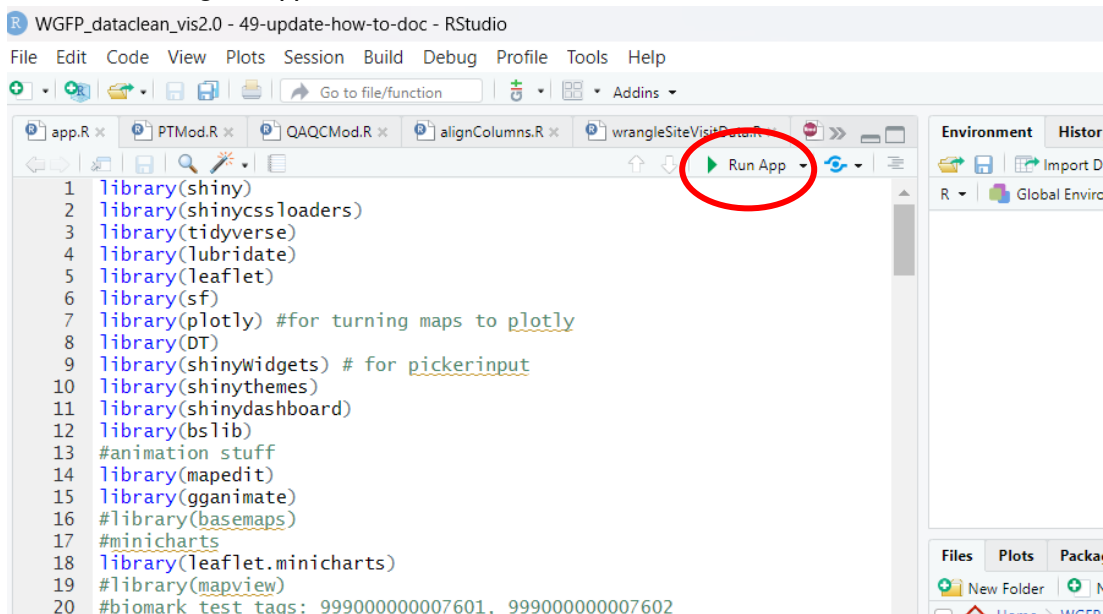 WGFP_dataclean_vis2.0 - 49-update-how-to-doc - RStudio
File Edit Code View Plots Session Build Debug Profile Tools Help
Go to file/function Addins
app.R PTMod.R QAQCMod.R alignColumns.R wrangleSiteVisitData.R
Run App
1 library(shiny)
2 library(shinycssloaders)
3 library(tidyverse)
4 library(lubridate)
5 library(leaflet)
6 library(sf)
7 library(plotly) #for turning maps to plotly
8 library(DT)
9 library(shinyWidgets) # for pickerinput
10 library(shinythemes)
11 library(shinydashboard)
12 library(bslib)
13 #animation stuff
14 library(mapedit)
15 library(gganimate)
16 #library(basemaps)
17 #minicharts
18 library(leaflet.minicharts)
19 #library(mapview)
20 #biomark test tags: 999000000007601, 999000000007602
Environment Histor
Import D
R Global Enviro
Files Plots Packag
New Folder N
Home WGFP